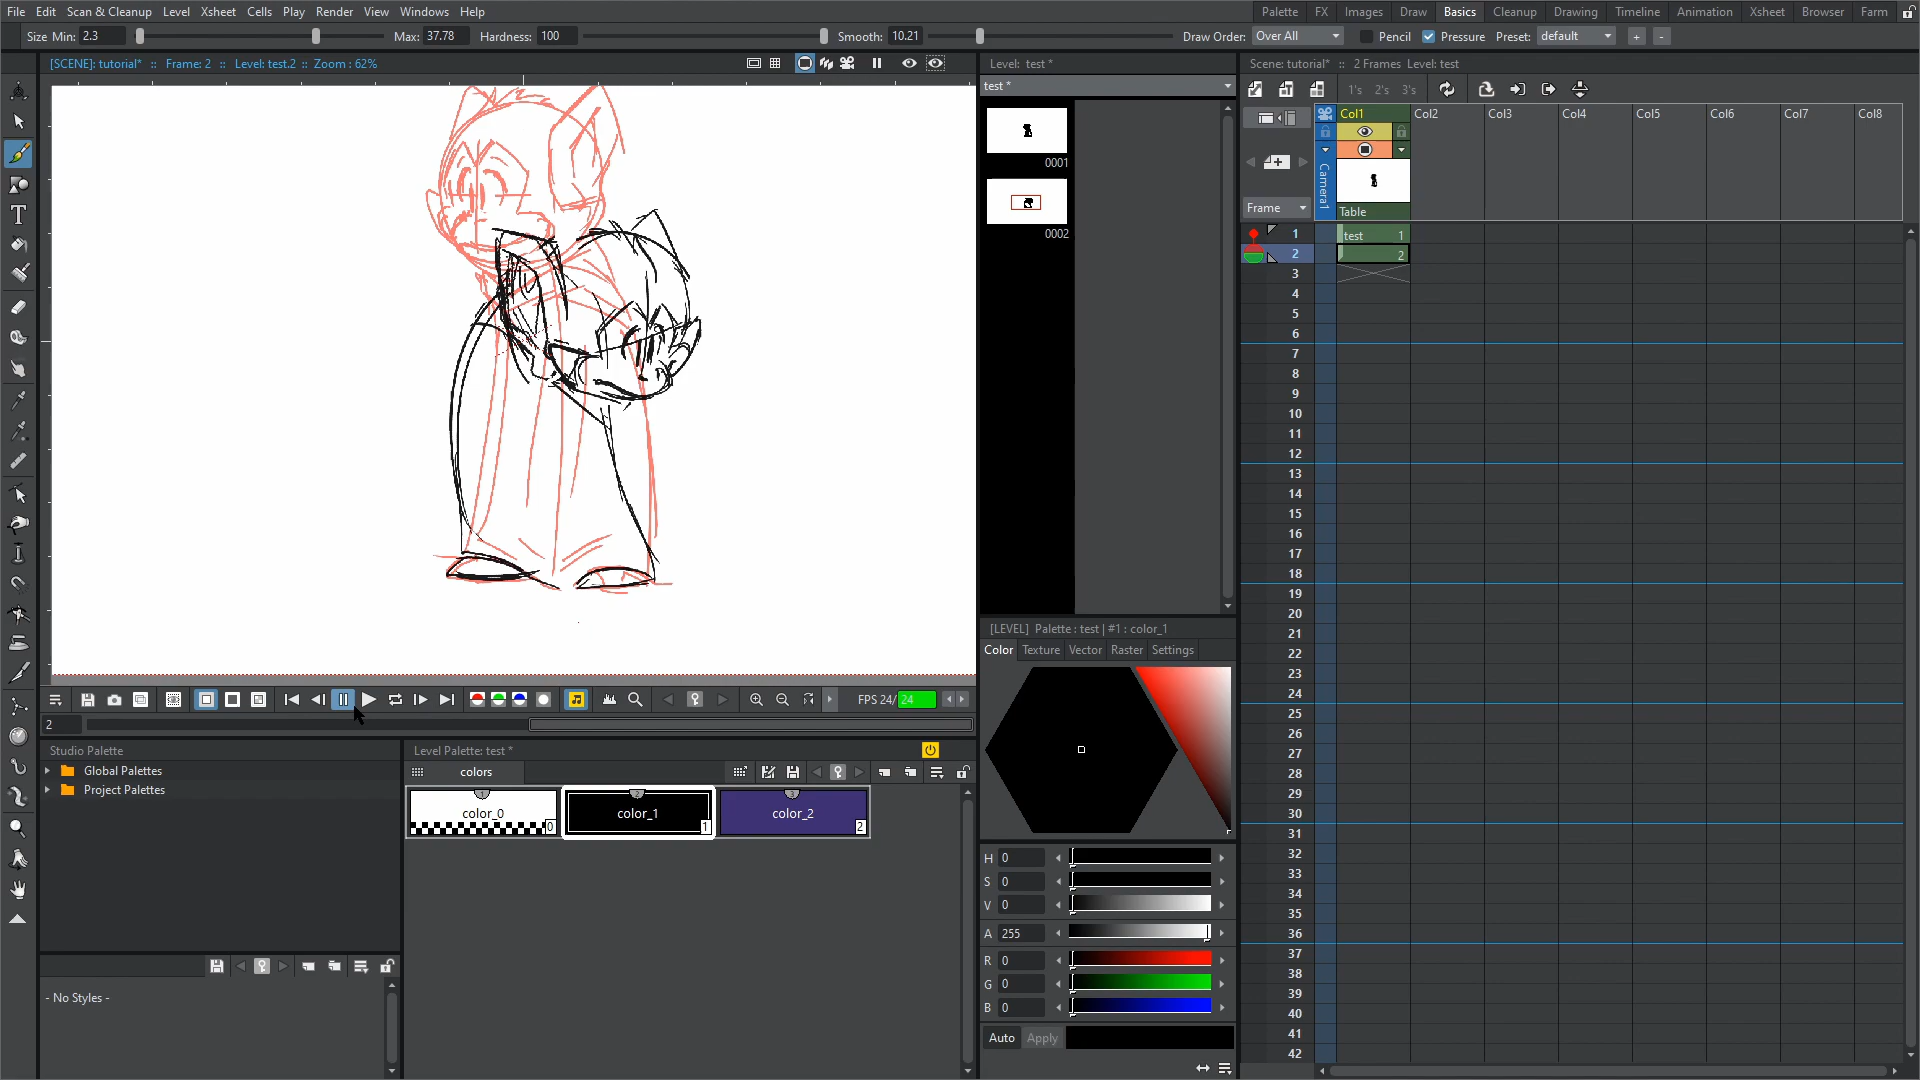 File Edit Scan & Cleanup Level Xsheet Cells Play Render View Windows Help
Palette FX Images Draw Basics Cleanup Drawing Timeline Animation Xsheet Browser Farm
Size Min: 2.3 Max: 37.78 Hardness: 100 Smooth: 10.21 Draw Order: Over All Pencil Pressure Preset: default + -
[SCENE]: tutorial* :: Frame: 2 :: Level: test.2 :: Zoom : 62%
Level: test *
Scene: tutorial* :: 2 Frames Level: test
test *
1's 2's 3's
Col1 Col2 Col3 Col4 Col5 Col6 Col7 Col8
0001
0002
Camera1
Frame
Table
1 test 1
2 2
3
4
5
6
7
8
9
10
11
12
13
14
15
16
17
18
19
20
21
22
23
24
25
26
27
28
29
30
31
32
33
34
35
36
37
38
39
40
41
42
[LEVEL] Palette : test | #1 : color_1
Color Texture Vector Raster Settings
FPS 24/24
2
Studio Palette
Global Palettes
Project Palettes
- No Styles -
Level Palette: test *
colors
1 color_0 0
2 color_1 1
3 color_2 2
H 0
S 0
V 0
A 255
R 0
G 0
B 0
Auto Apply